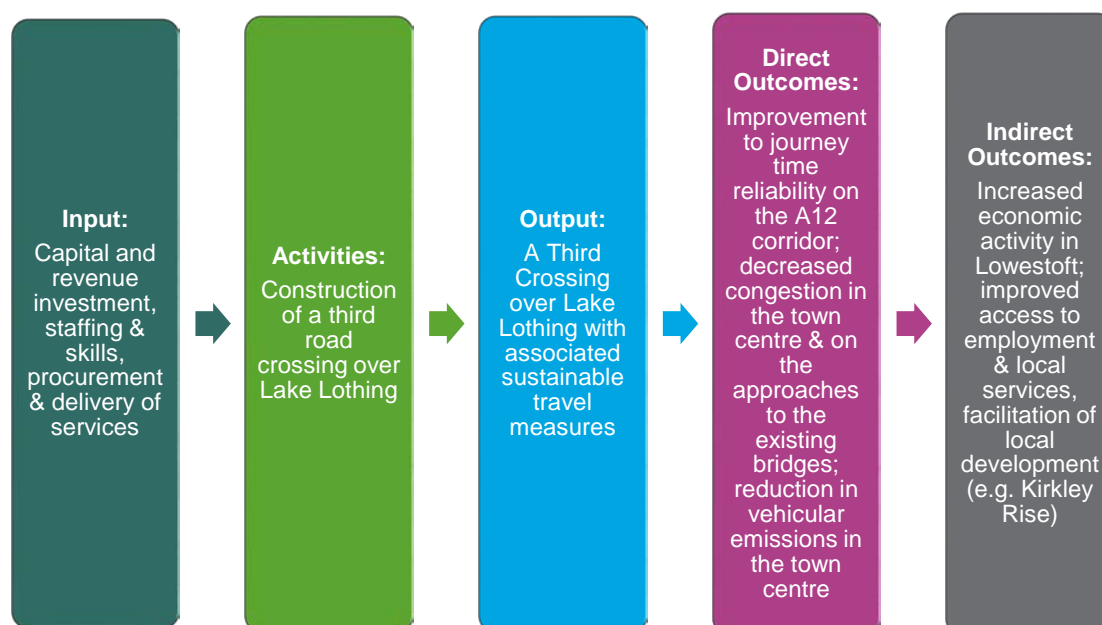 Input:
Capital and
revenue
investment,
staffing &
skills,
procurement
& delivery of
services
Activities:
Construction
of a third
road
crossing over
Lake Lothing
Output:
A Third
Crossing
over Lake
Lothing with
associated
sustainable
travel
measures
Direct
Outcomes:
Improvement
to journey
time
reliability on
the A12
corridor;
decreased
congestion in
the town
centre & on
the
approaches
to the
existing
bridges;
reduction in
vehicular
emissions in
the town
centre
Indirect
Outcomes:
Increased
economic
activity in
Lowestoft;
improved
access to
employment
& local
services,
facilitation of
local
development
(e.g. Kirkley
Rise)